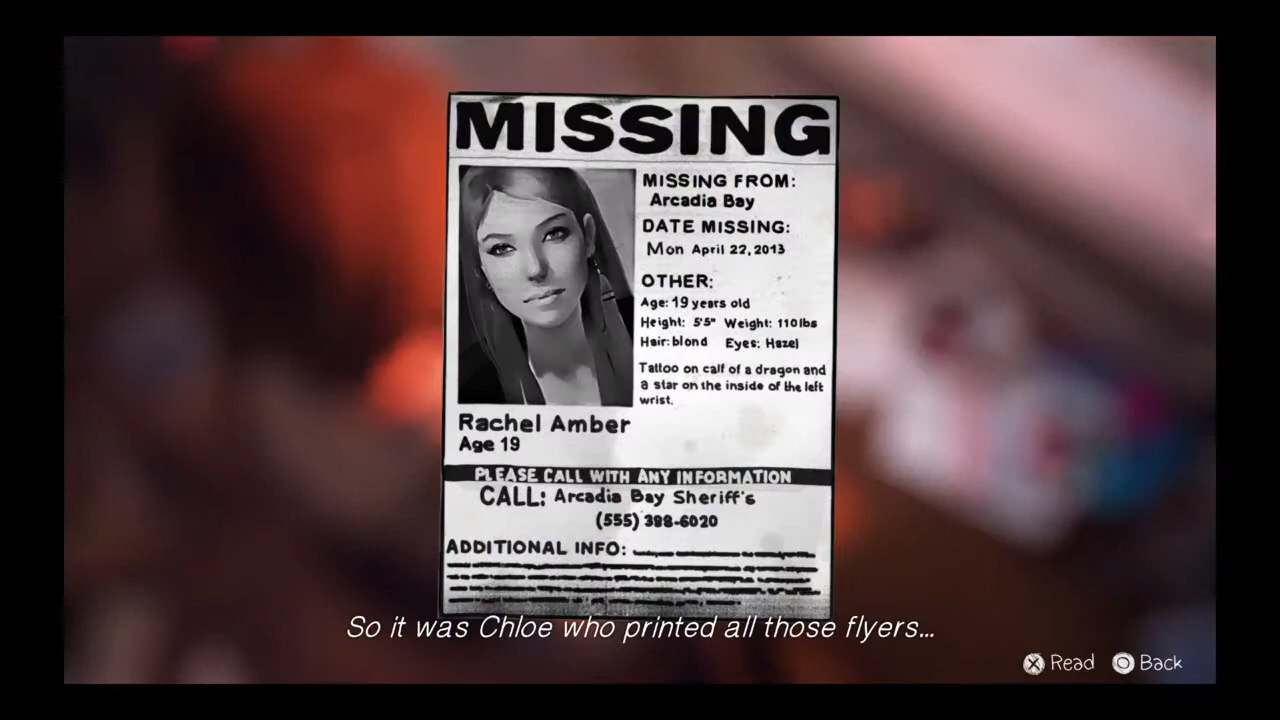 MISSING
MISSING FROM:
Arcadia Bay
DATE MISSING:
Mon April 22, 2013
OTHER:
Age: 19 years old
Height: 5'5" Weight: 110lbs
Hair: blond Eyes: Hazel
Tattoo on calf of a dragon and
a star on the inside of the left
wrist.
Rachel Amber
Age 19
PLEASE CALL WITH ANY INFORMATION
CALL: Arcadia Bay Sheriff's
(555) 398-6020
ADDITIONAL INFO:
So it was Chloe who printed all those flyers...
Read Back